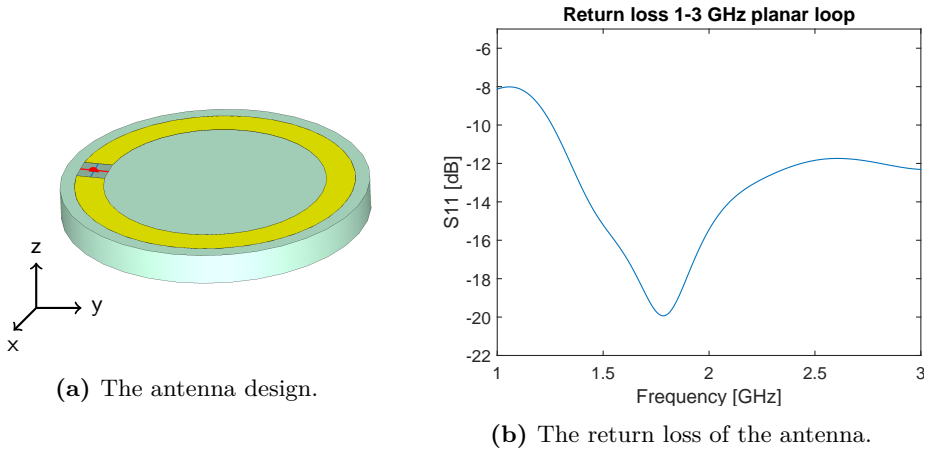 z
y
x
(a) The antenna design.
Return loss 1-3 GHz planar loop
S11 [dB]
-6
-8
-10
-12
-14
-16
-18
-20
-22
1
1.5
2
2.5
3
Frequency [GHz]
(b) The return loss of the antenna.